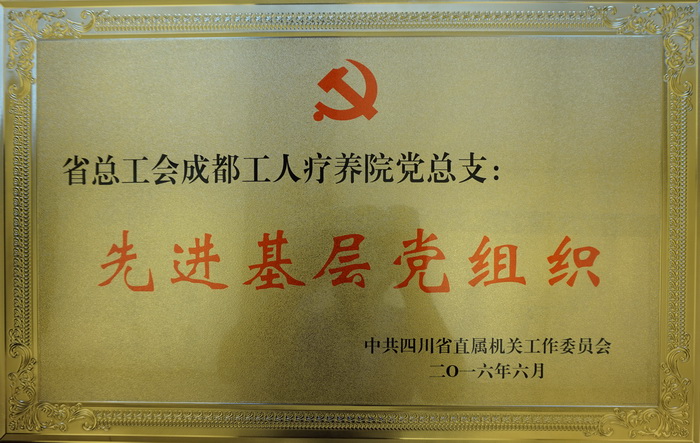 省总工会成都工人疗养院党总支：
先进基层党组织
中共四川省直属机关工作委员会
二O一六年六月